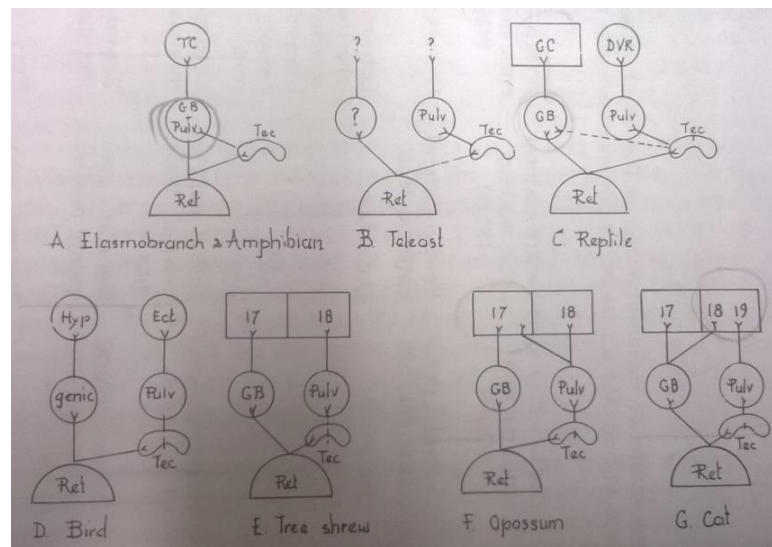 TC
GB
Pulv
Tec
Ret
A. Elasmobranch & Amphibian
? ?
? Pulv
Tec
Ret
B. Taleost
GC DVR
GB Pulv
Tec
Ret
C. Reptile
Hyp Ect
genic Pulv
Tec
Ret
D. Bird
17 18
GB Pulv
Tec
Ret
E. Tree shrew
17 18
GB Pulv
Tec
Ret
F. Opossum
17 18 19
GB Pulv
Tec
Ret
G. Cat